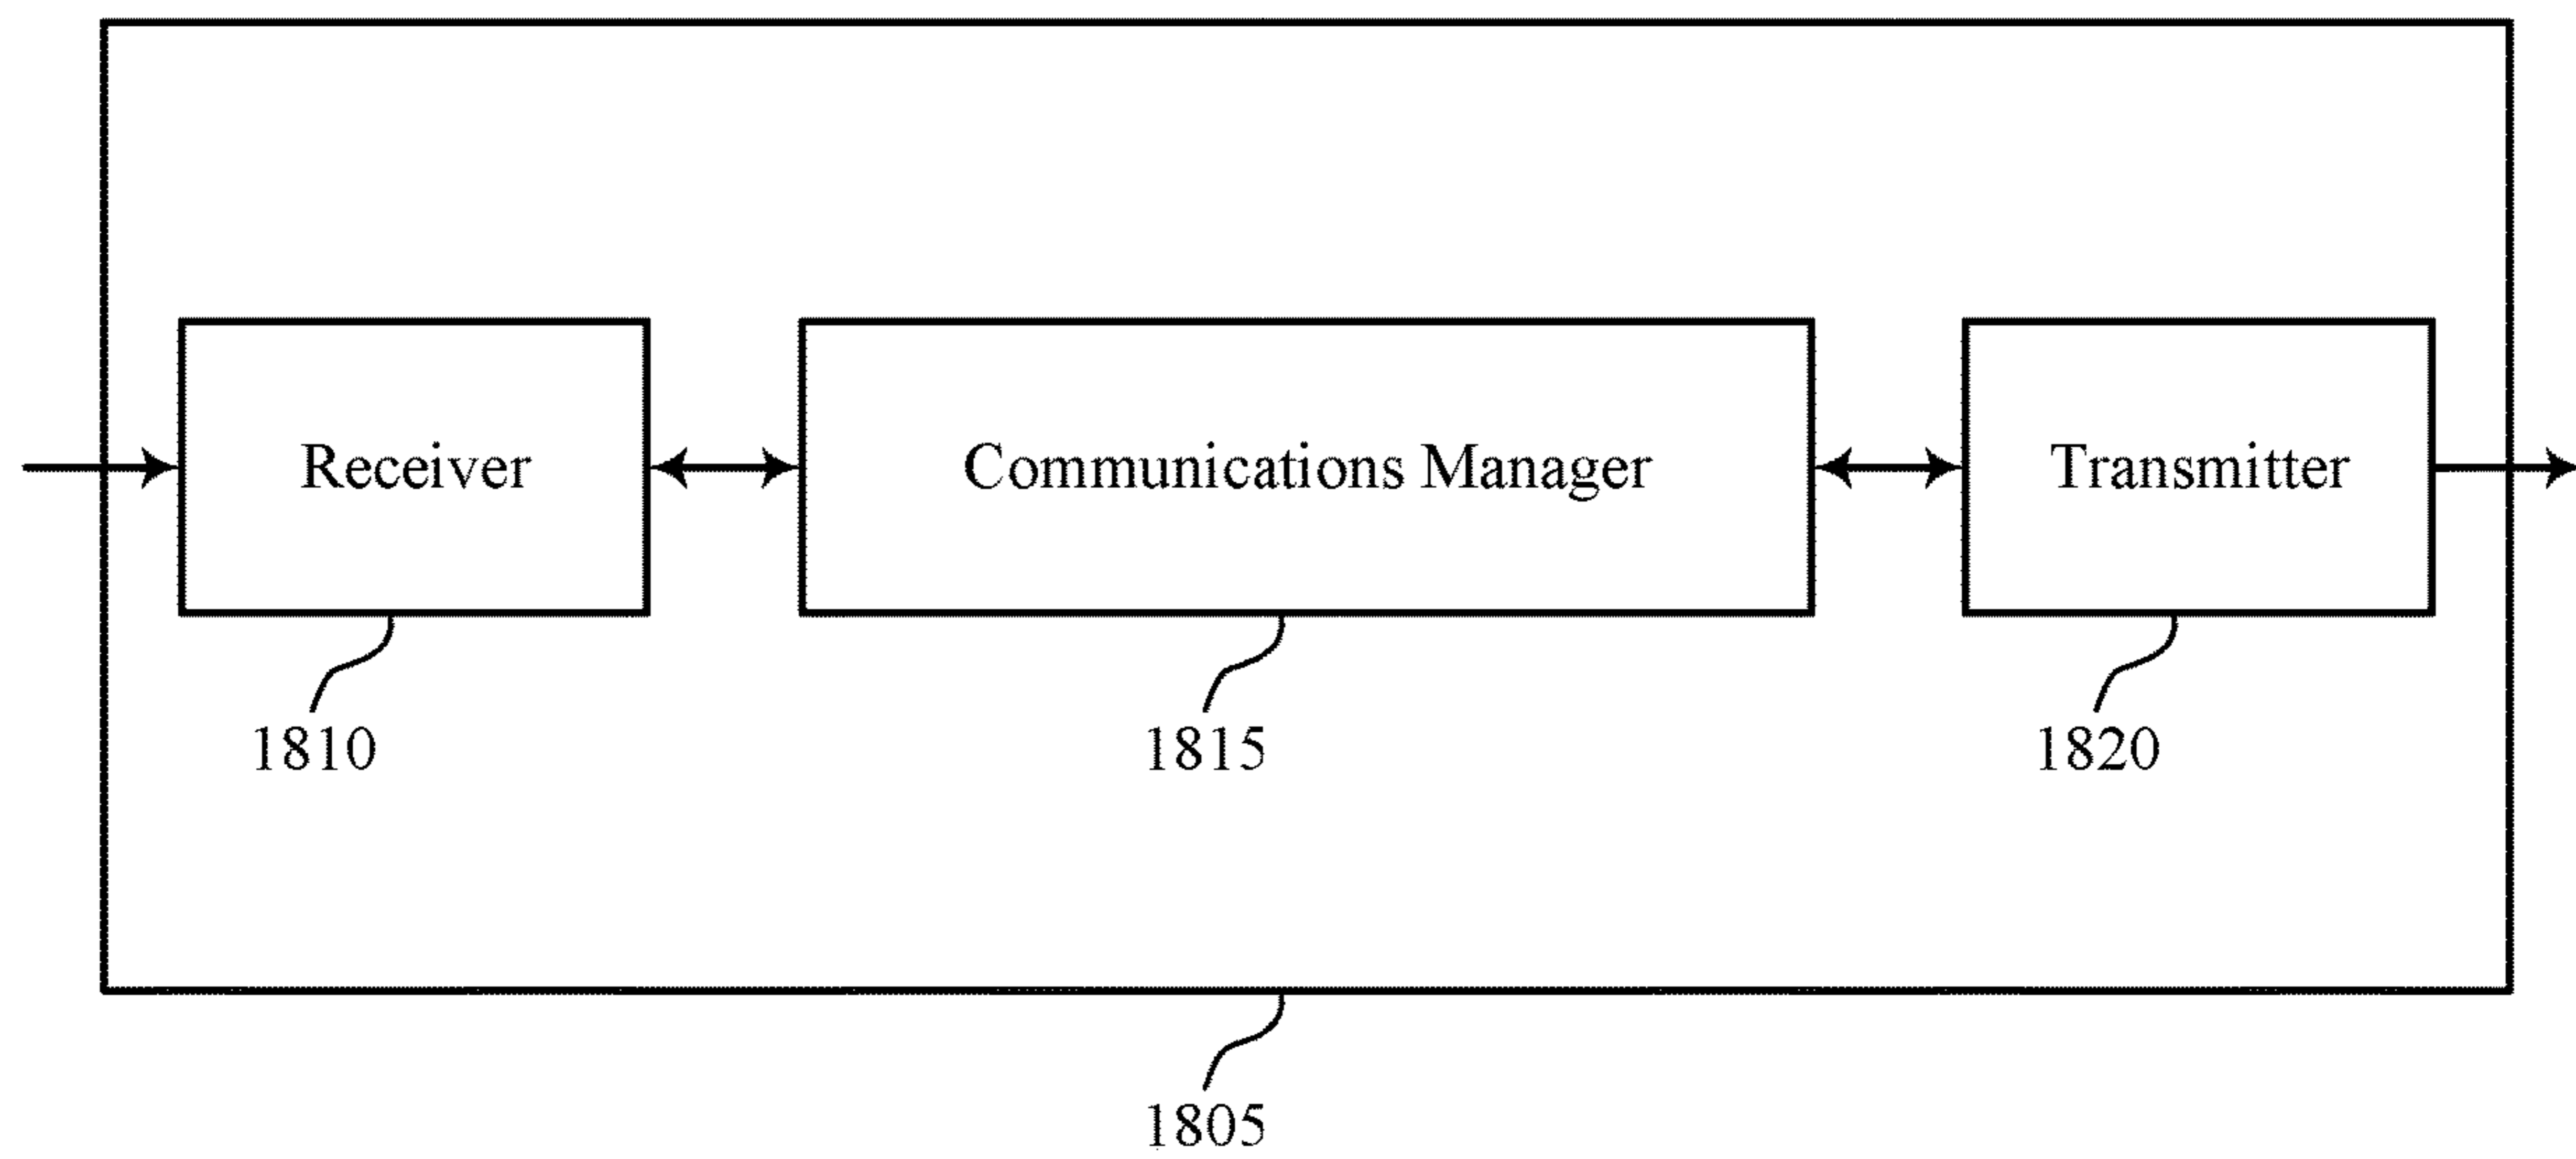 Receiver
Communications Manager
Transmitter
1810
1815
1820
1805